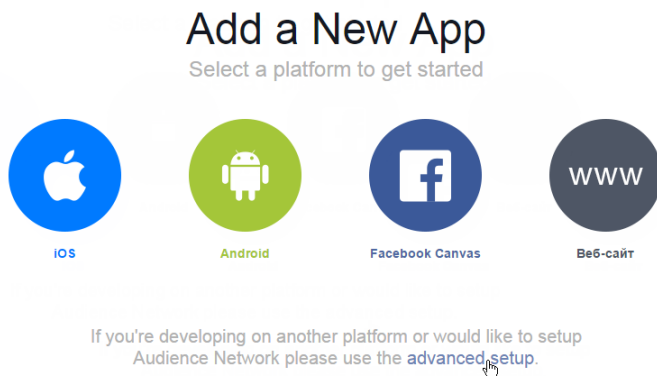 Add a New App
Select a platform to get started
www
iOS
Android
Facebook Canvas
Веб-сайт
If you're developing on another platform or would like to setup
Audience Network please use the advanced setup.